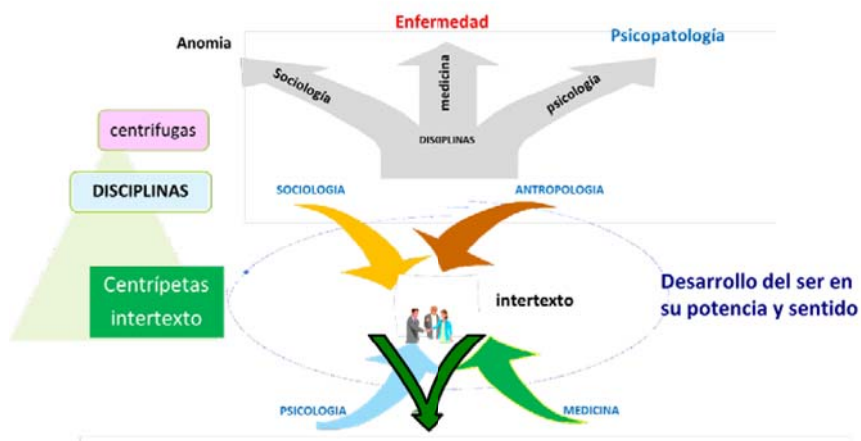 Enfermedad
Anomia
Psicopatología
Sociología
medicina
psicología
DISCIPLINAS
centrifugas
DISCIPLINAS
SOCIOLOGIA
ANTROPOLOGIA
Centrípetas
intertexto
intertexto
Desarrollo del ser en
su potencia y sentido
PSICOLOGIA
MEDICINA